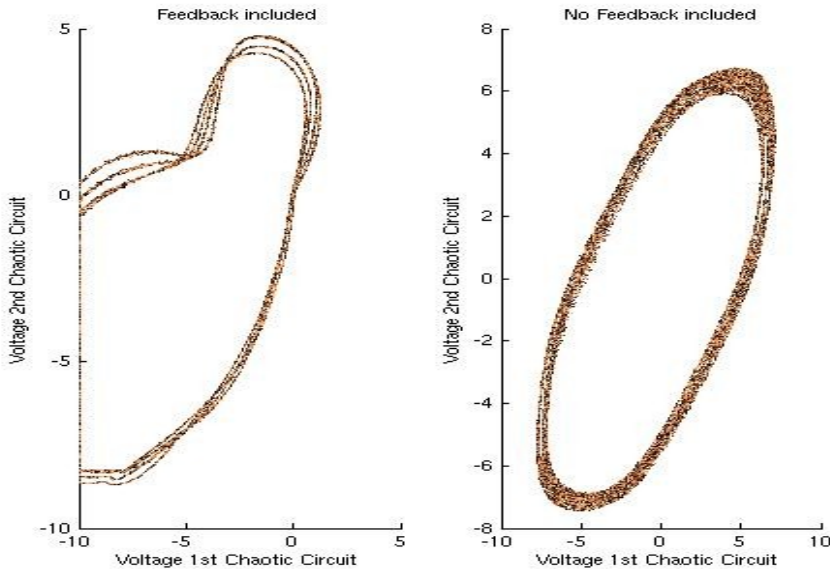 Feedback included
5
0
-5
-10
Voltage 2nd Chaotic Circuit
-10 -5 0 5
Voltage 1st Chaotic Circuit
No Feedback included
8
6
4
2
0
-2
-4
-6
-8
Voltage 2nd Chaotic Circuit
-10 -5 0 5 10
Voltage 1st Chaotic Circuit